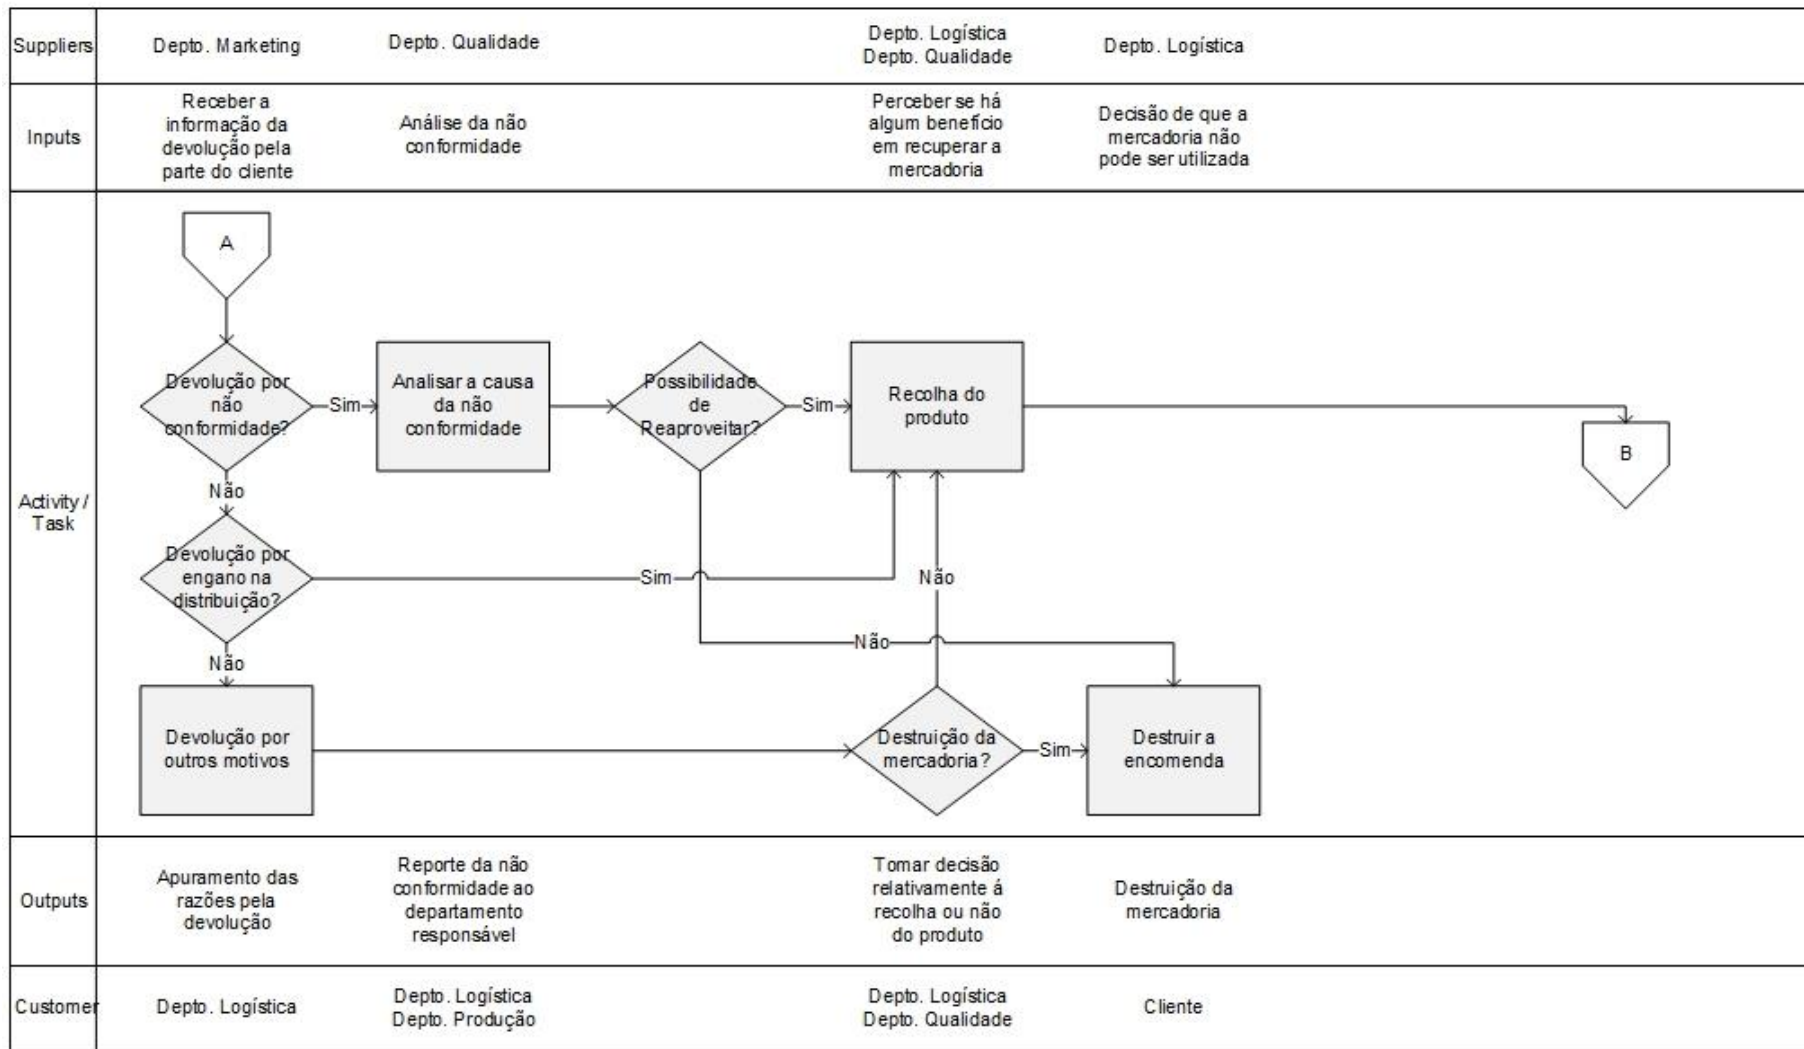 Suppliers
Depto. Marketing
Depto. Qualidade
Depto. Logística
Depto. Qualidade
Depto. Logística
Inputs
Receber a
informação da
devolução pela
parte do cliente
Análise da não
conformidade
Perceber se há
algum benefício
em recuperar a
mercadoria
Decisão de que a
mercadoria não
pode ser utilizada
Activity /
Task
A
Devolução por
não
conformidade?
Sim
Analisar a causa
da não
conformidade
Possibilidade
de
Reaproveitar?
Sim
Recolha do
produto
B
Não
Devolução por
engano na
distribuição?
Sim
Não
Não
Não
Devolução por
outros motivos
Destruição da
mercadoria?
Sim
Destruir a
encomenda
Outputs
Apuramento das
razões pela
devolução
Reporte da não
conformidade ao
departamento
responsável
Tomar decisão
relativamente á
recolha ou não
do produto
Destruição da
mercadoria
Customer
Depto. Logística
Depto. Logística
Depto. Produção
Depto. Logística
Depto. Qualidade
Cliente